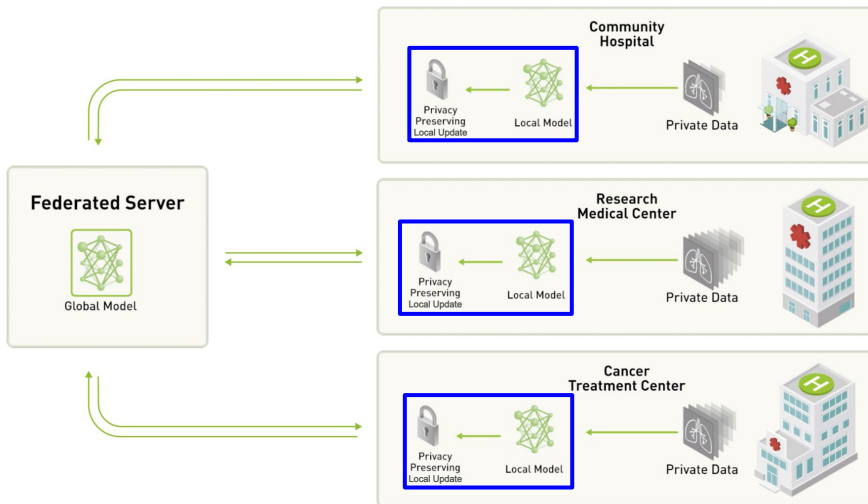 Community
Hospital
Privacy
Preserving
Local Update
Local Model
Private Data
Federated Server
Global Model
Research
Medical Center
Privacy
Preserving
Local Update
Local Model
Private Data
Cancer
Treatment Center
Privacy
Preserving
Local Update
Local Model
Private Data